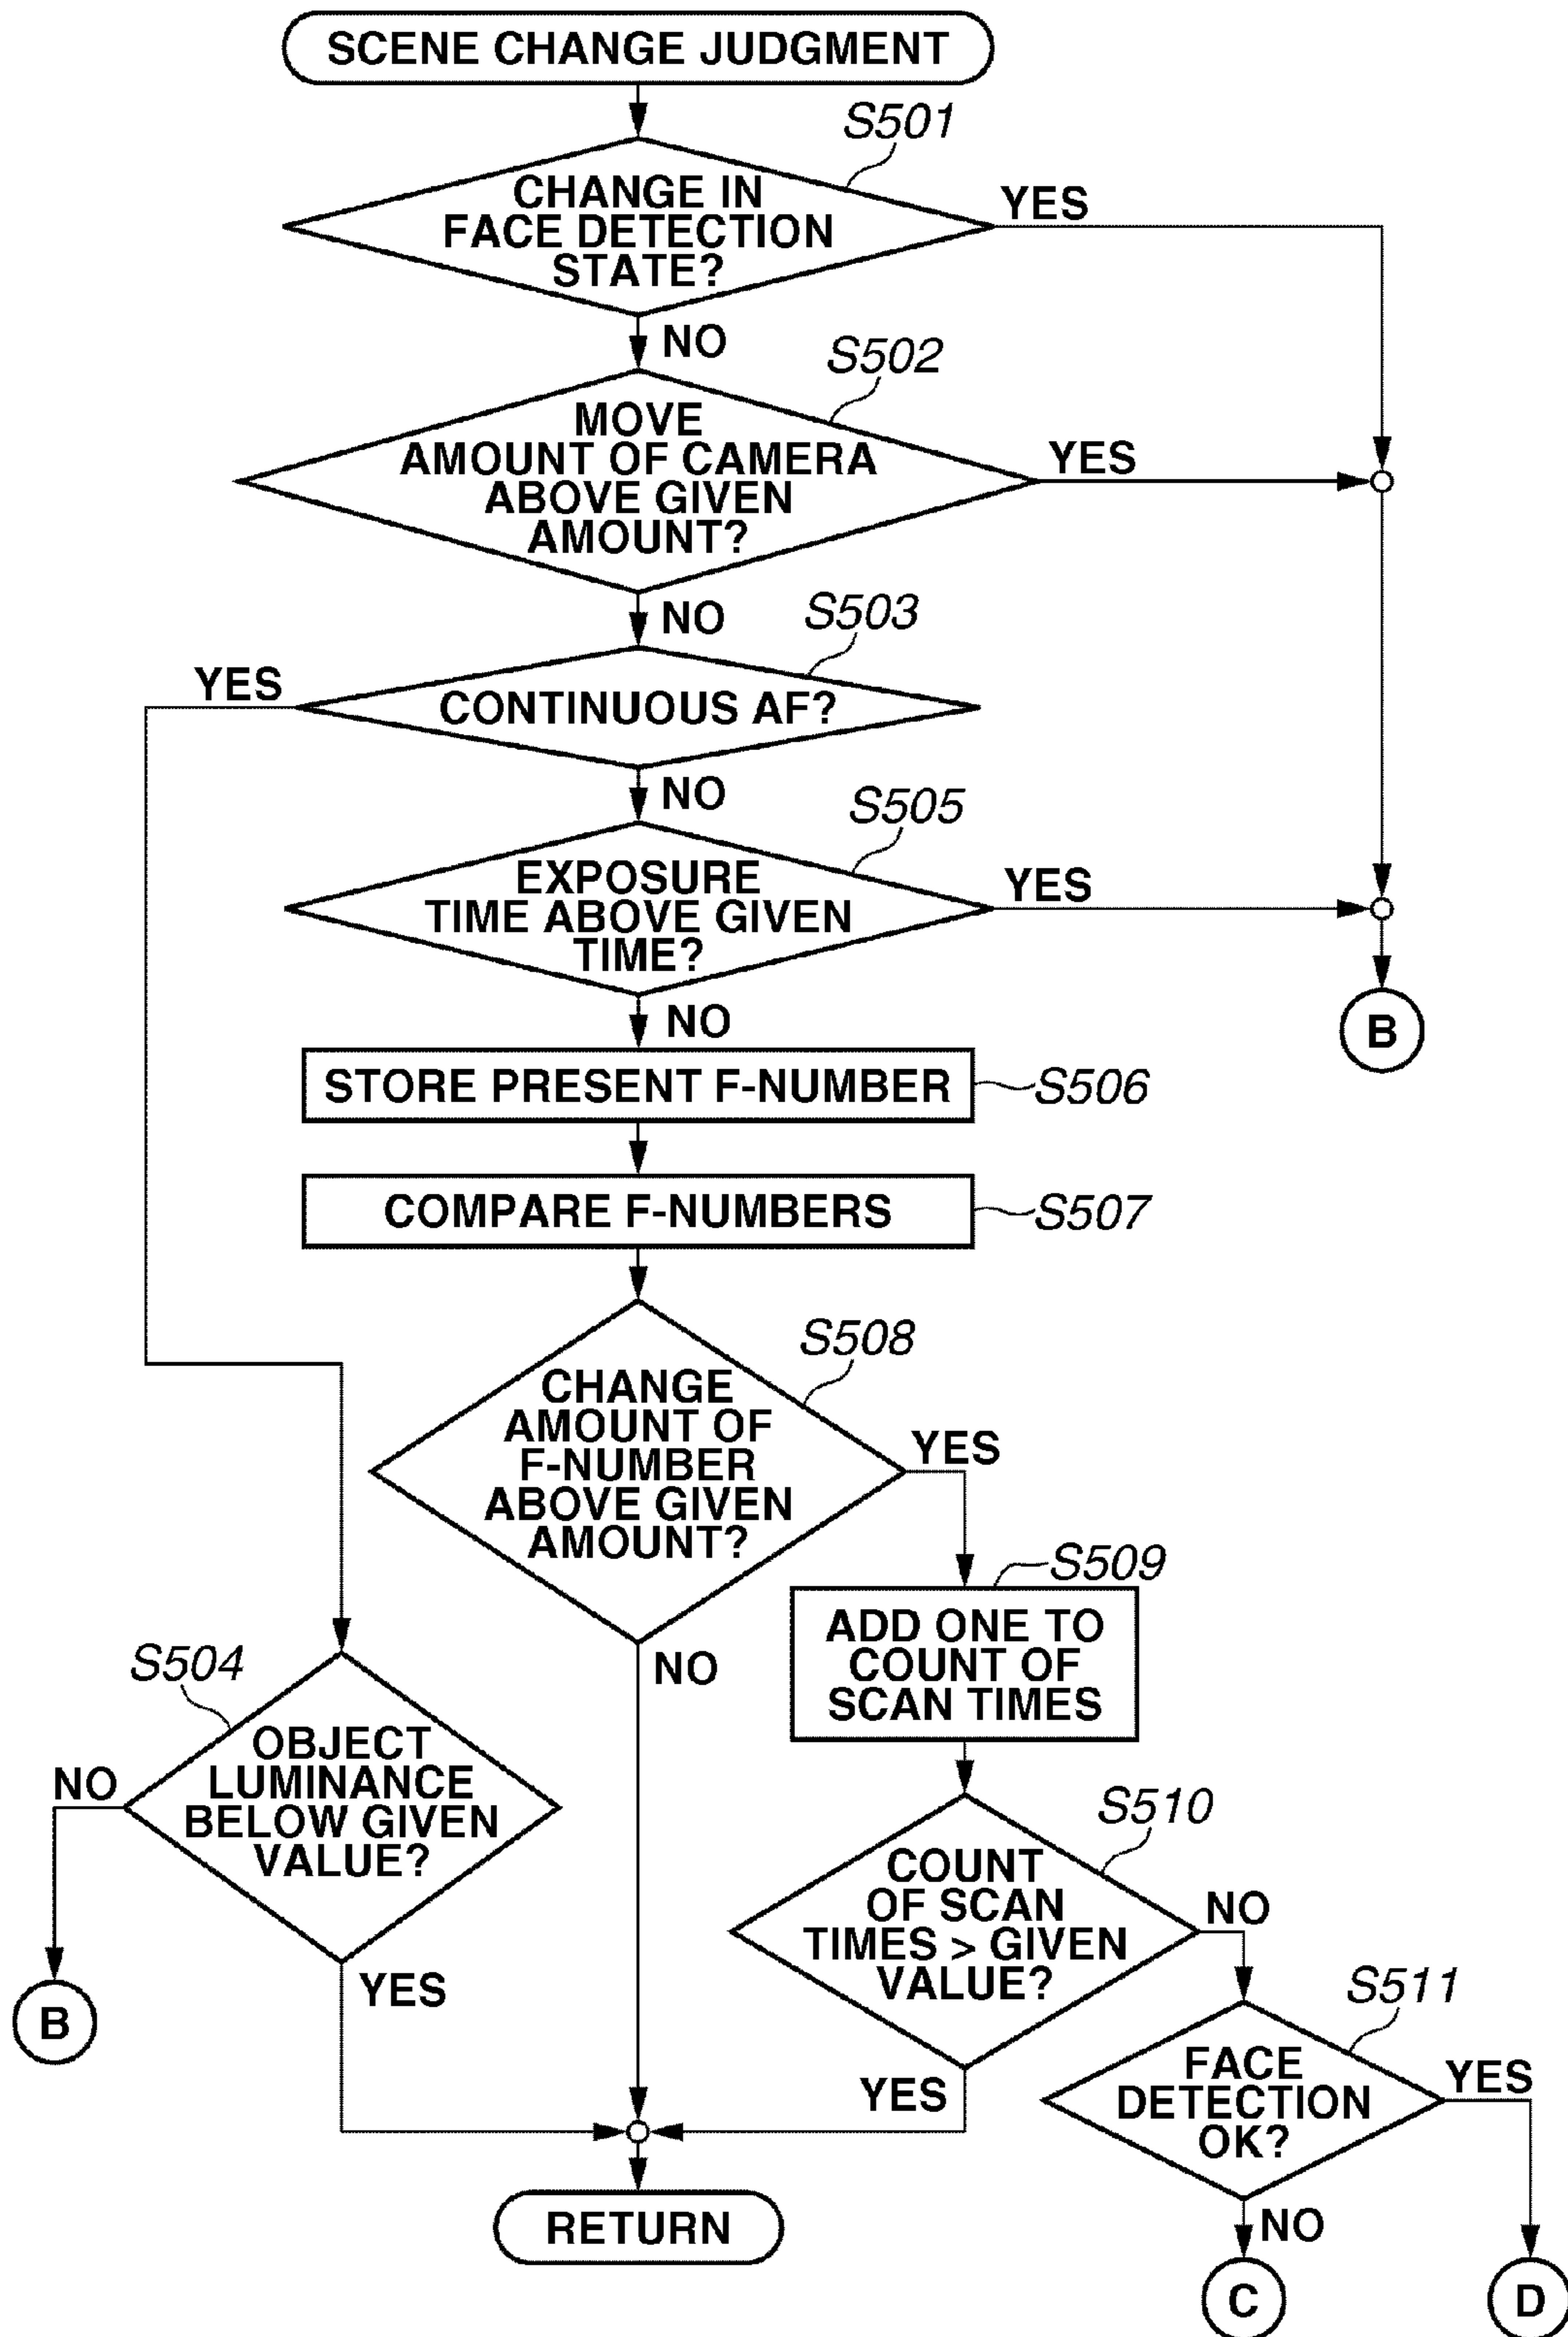 SCENE CHANGE JUDGMENT
S501
CHANGE IN
FACE DETECTION
STATE?
YES
NO
S502
MOVE
AMOUNT OF CAMERA
ABOVE GIVEN
AMOUNT?
YES
NO
S503
YES
CONTINUOUS AF?
NO
S505
EXPOSURE
TIME ABOVE GIVEN
TIME?
YES
NO
B
STORE PRESENT F-NUMBER
S506
COMPARE F-NUMBERS
S507
S508
CHANGE
AMOUNT OF
F-NUMBER
ABOVE GIVEN
AMOUNT?
YES
NO
S509
ADD ONE TO
COUNT OF
SCAN TIMES
S504
OBJECT
LUMINANCE
BELOW GIVEN
VALUE?
NO
B
YES
S510
COUNT
OF SCAN
TIMES > GIVEN
VALUE?
NO
YES
S511
FACE
DETECTION
OK?
YES
NO
RETURN
C
D